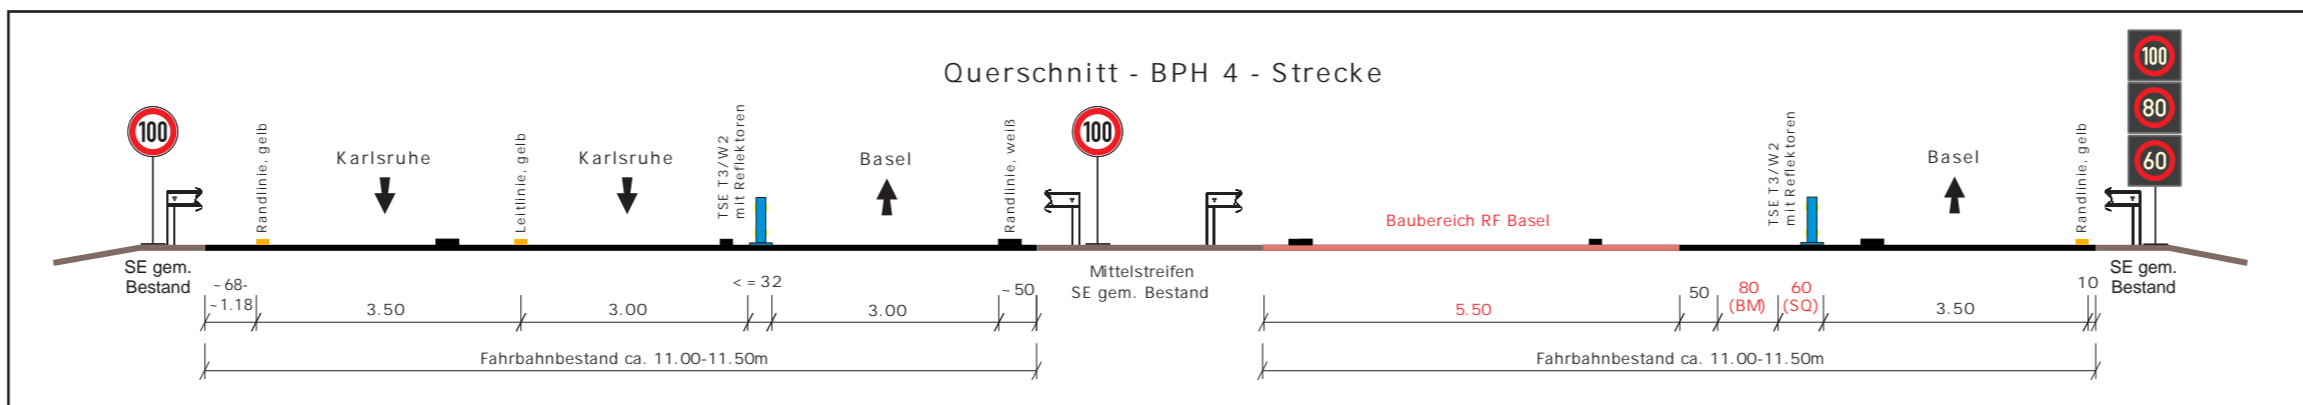 Querschnitt - BPH 4 - Strecke
100
Randlinie, gelb
Karlsruhe
Leitlinie, gelb
Karlsruhe
TSE T3/W2
mit Reflektoren
Basel
Randlinie, weiß
100
Baubereich RF Basel
TSE T3/W2
mit Reflektoren
Basel
Randlinie, gelb
100
80
60
SE gem.
Bestand
Mittelstreifen
SE gem. Bestand
SE gem.
Bestand
~68-
~1.18
3.50
3.00
<=32
3.00
~50
5.50
50
80
(BM)
60
(SQ)
3.50
10
Fahrbahnbestand ca. 11.00-11.50m
Fahrbahnbestand ca. 11.00-11.50m